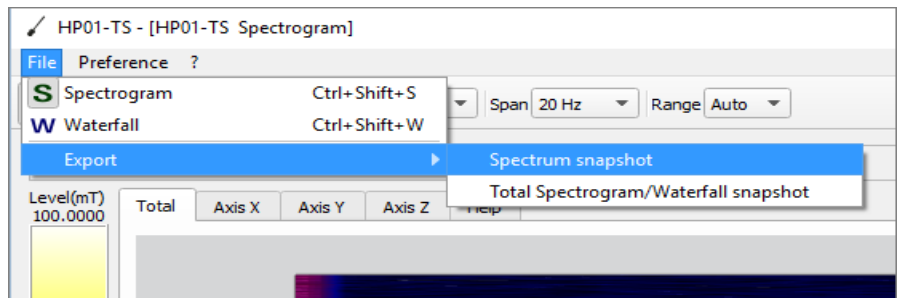 HP01-TS - [HP01-TS Spectrogram]
File Preference ?
S Spectrogram Ctrl+Shift+S
Span 20 Hz Range Auto
W Waterfall Ctrl+Shift+W
Export Spectrum snapshot
Total Spectrogram/Waterfall snapshot
Level(mT)
100.0000
Total Axis X Axis Y Axis Z Help